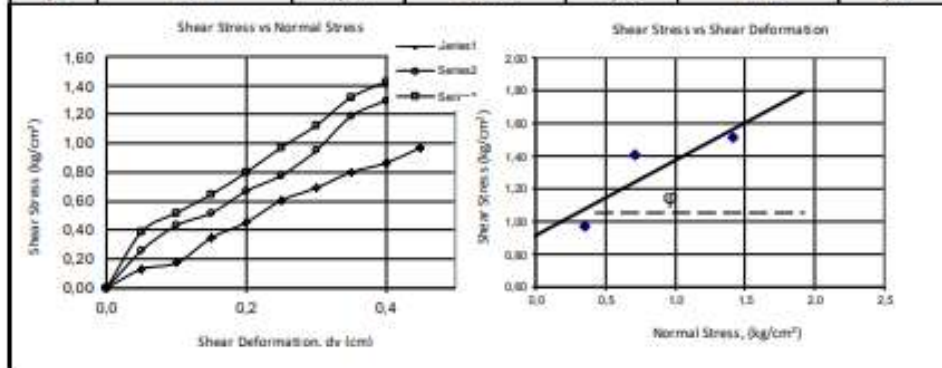 Shear Stress vs Normal Stress
Series1
Series2
1.60
1.40
1,20
1,00
0,80
0,60
0,40
0,20
0,00
0,0
0,2
0,4
Shear Stress (kg/cm²)
Shear Deformation. dv (cm)
Shear Stress vs Shear Deformation
2,00
1,80
1,60
1,40
1,20
1,00
0,80
0,60
0,0
0,5
1,0
1,5
2,0
2,5
Shear Stress (kg/cm²)
Normal Stress, (kg/cm²)
φ